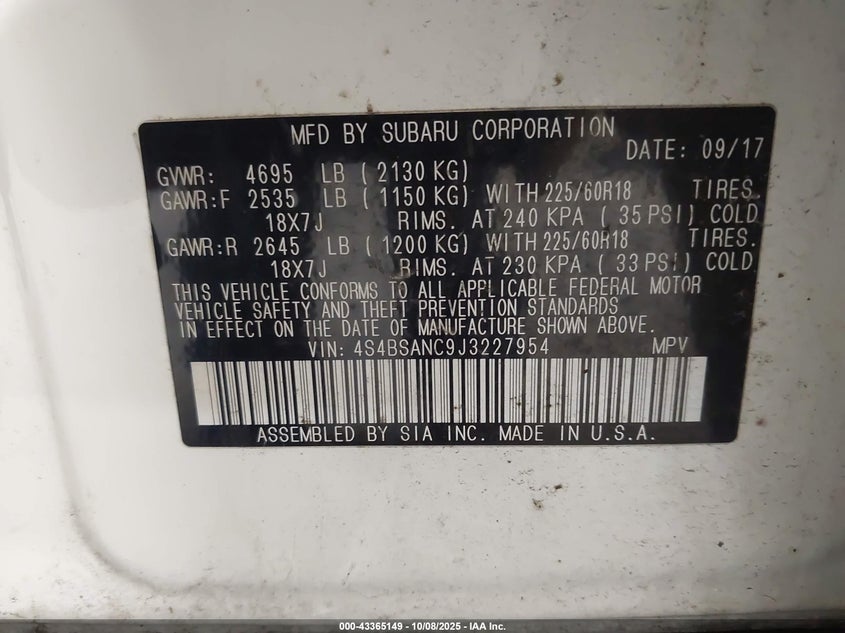 MFD BY SUBARU CORPORATION
DATE: 09/17
GVWR: 4695 LB ( 2130 KG)
GAWR:F 2535 LB ( 1150 KG) WITH 225/60R18 TIRES.
18X7J RIMS. AT 240 KPA ( 35 PSI) COLD
GAWR:R 2645 LB ( 1200 KG) WITH 225/60R18 TIRES.
18X7J RIMS. AT 230 KPA ( 33 PSI) COLD
THIS VEHICLE CONFORMS TO ALL APPLICABLE FEDERAL MOTOR
VEHICLE SAFETY AND THEFT PREVENTION STANDARDS
IN EFFECT ON THE DATE OF MANUFACTURE SHOWN ABOVE.
VIN: 4S4BSANC9J3227954 MPV
ASSEMBLED BY SIA INC. MADE IN U.S.A.
000-43365149 - 10/08/2025 - IAA Inc.